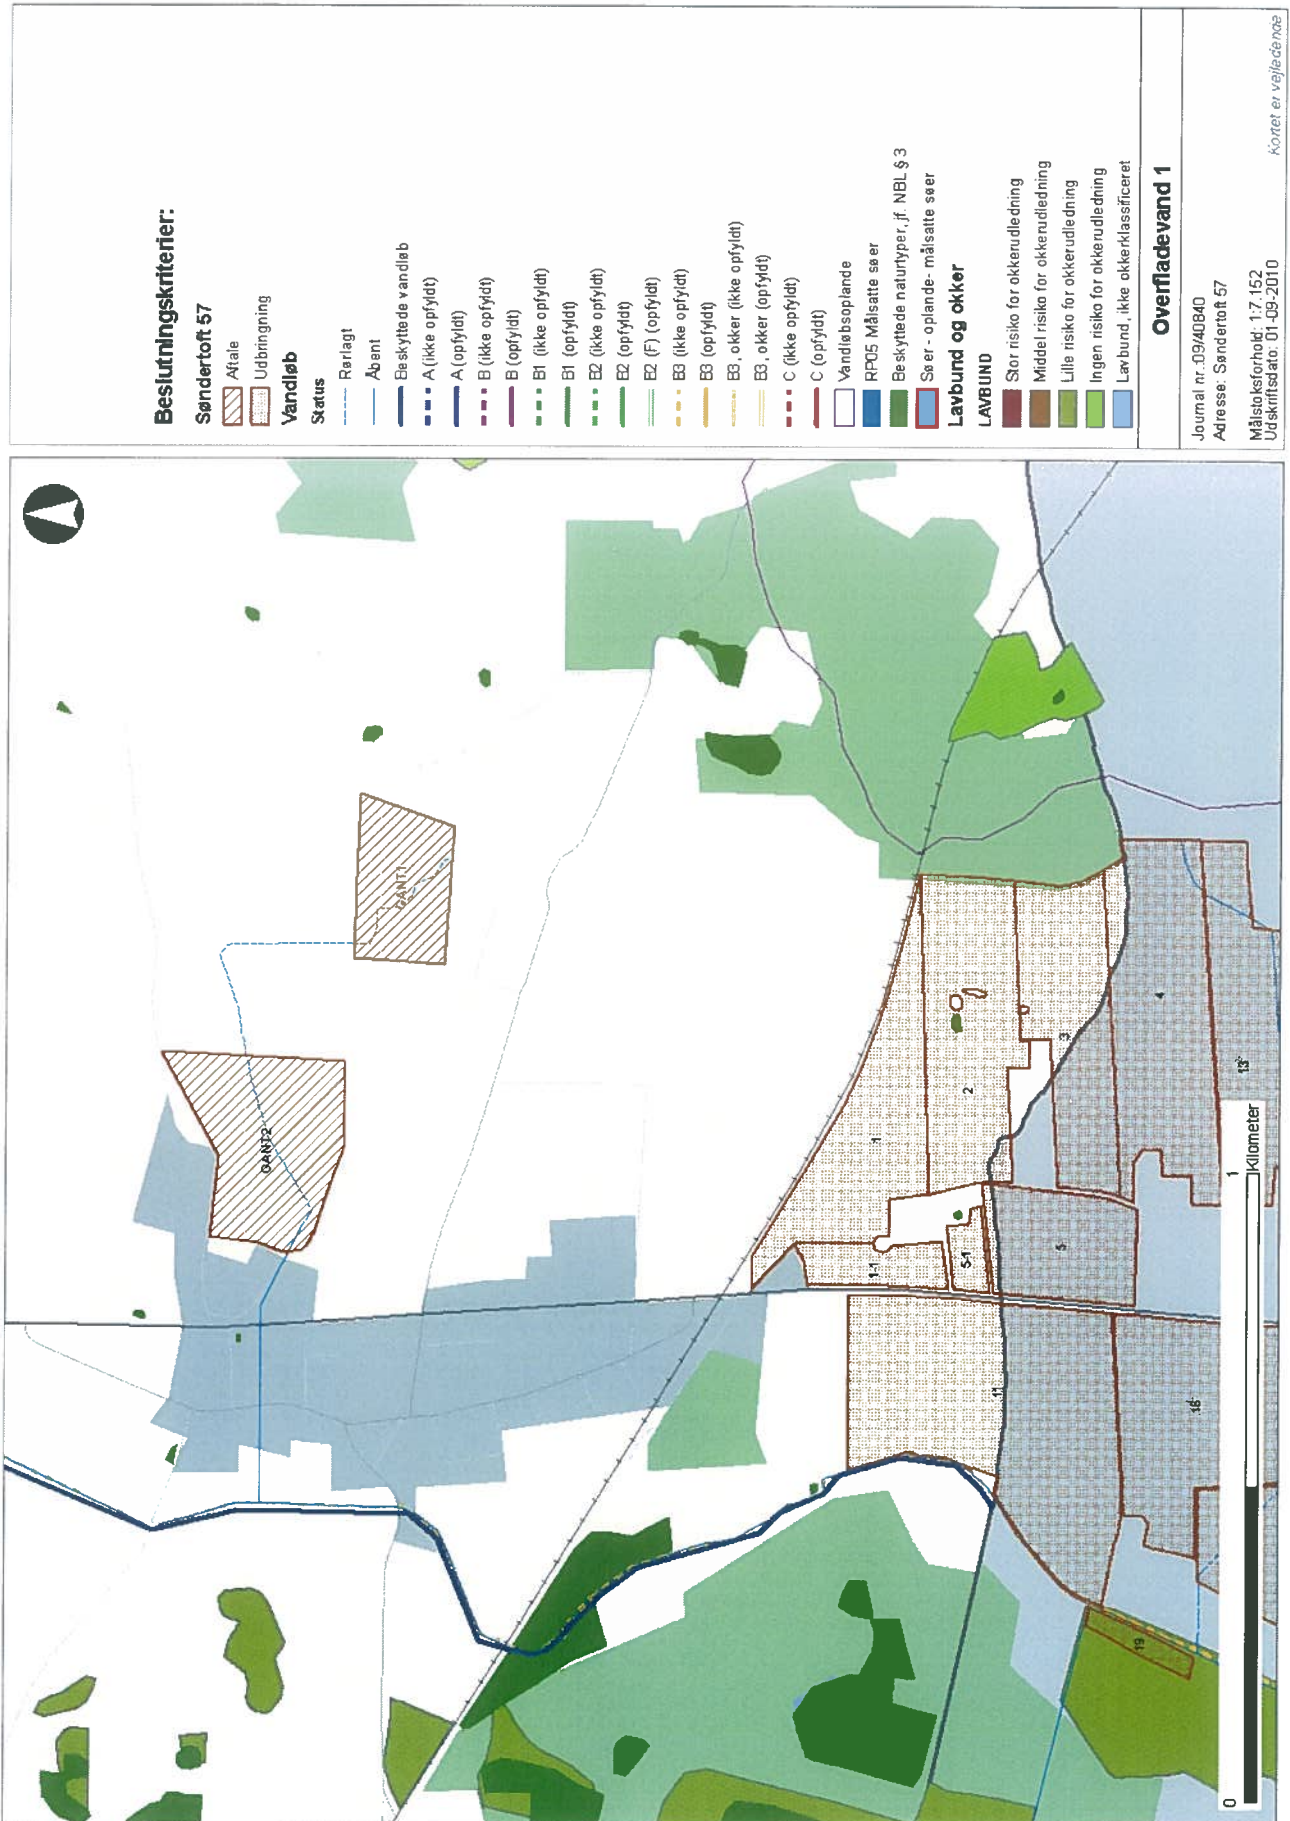 Beslutningskriterier:
Søndertoft 57
Aftale
Udbringning
Vandløb
Status
Rørlagt
Åbent
Beskyttede vandløb
A (ikke opfyldt)
A (opfyldt)
B (ikke opfyldt)
B (opfyldt)
B1 (ikke opfyldt)
B1 (opfyldt)
B2 (ikke opfyldt)
B2 (opfyldt)
B2 (F) (opfyldt)
B3 (ikke opfyldt)
B3 (opfyldt)
B3, okker (ikke opfyldt)
B3, okker (opfyldt)
C (ikke opfyldt)
C (opfyldt)
Vandløbsoplande
RP05 Målsatte søer
Beskyttede naturtyper, jf. NBL § 3
Søer - oplande- målsatte søer
Lavbund og okker
LAVBUND
Stor risiko for okkerudledning
Middel risiko for okkerudledning
Lille risiko for okkerudledning
Ingen risiko for okkerudledning
Lavbund, ikke okkerklassificeret
Overfladevand 1
Journal nr.:09/40840
Adresse: Søndertoft 57
Målstoksforhold: 1:7.152
Udskriftsdato: 01-09-2010
Kortet er vejledende
GANT2
GANT1
1
2
3
4
13
1-1
5-1
5
11
16
19
0
1
Kilometer